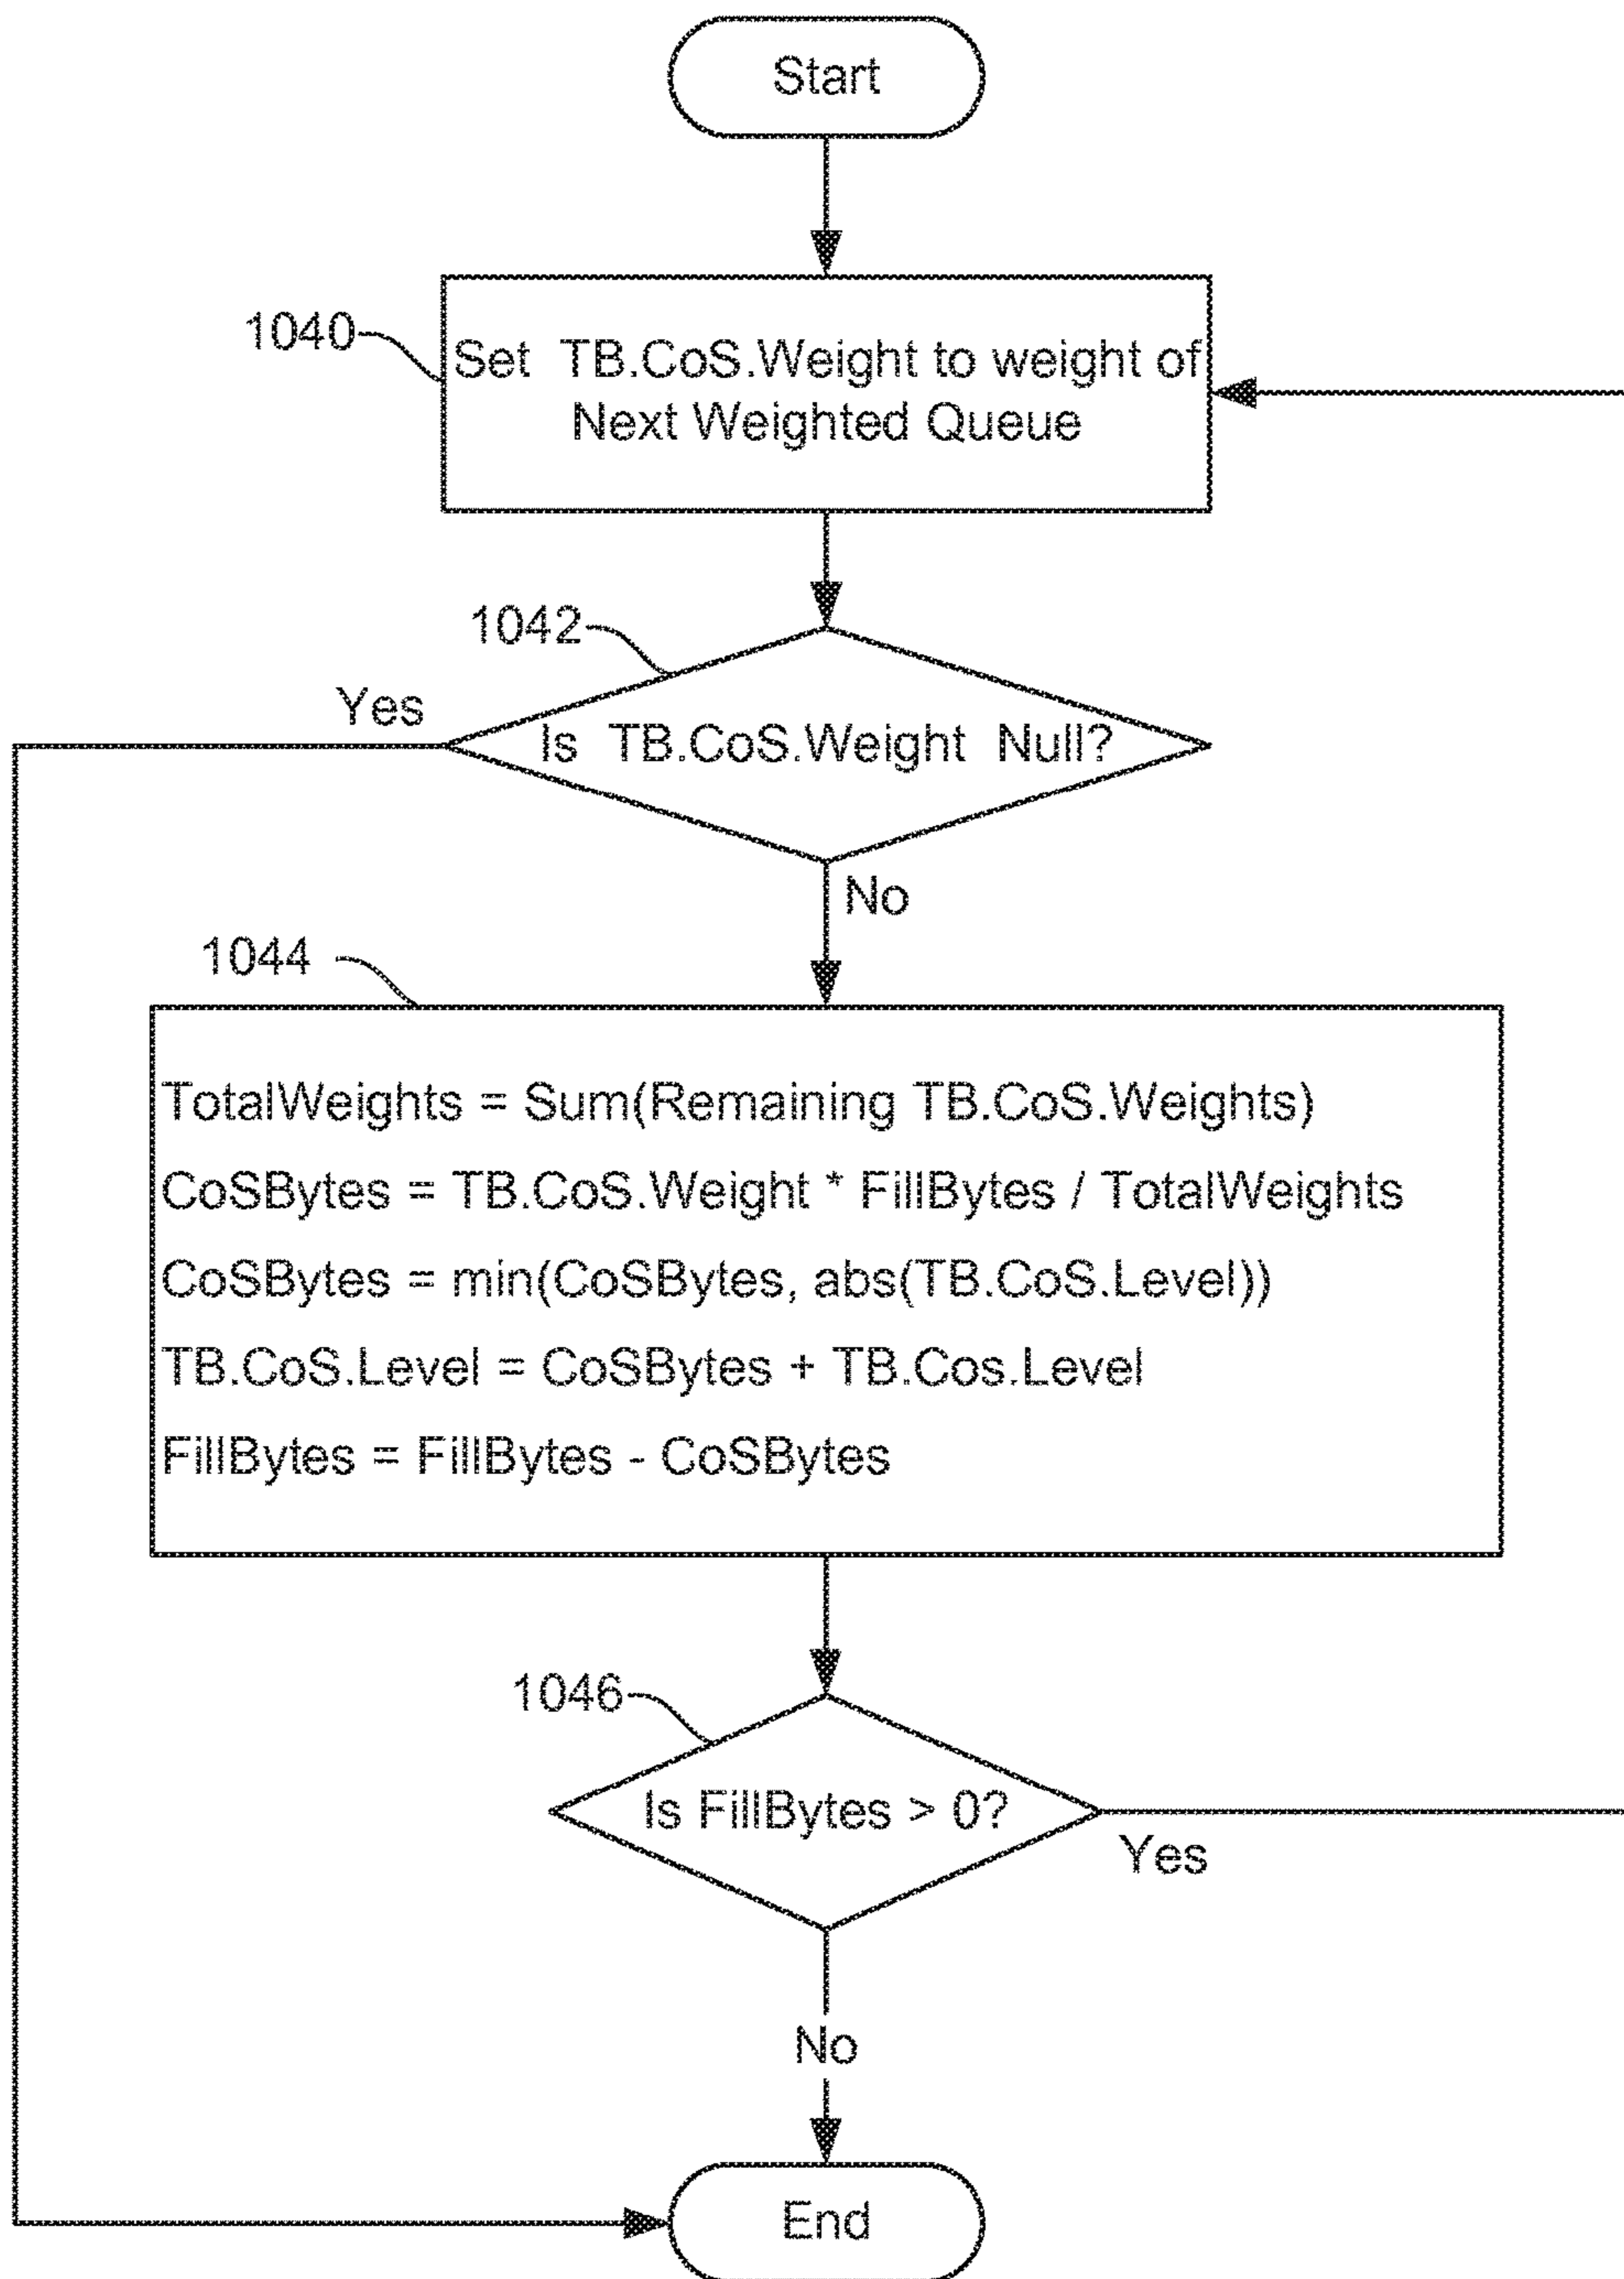 Start
1040
Set TB.CoS.Weight to weight of
Next Weighted Queue
1042
Yes
Is TB.CoS.Weight Null?
No
1044
TotalWeights = Sum(Remaining TB.CoS.Weights)
CoSBytes = TB.CoS.Weight * FillBytes / TotalWeights
CoSBytes = min(CoSBytes, abs(TB.CoS.Level))
TB.CoS.Level = CoSBytes + TB.Cos.Level
FillBytes = FillBytes - CoSBytes
1046
Is FillBytes > 0?
Yes
No
End